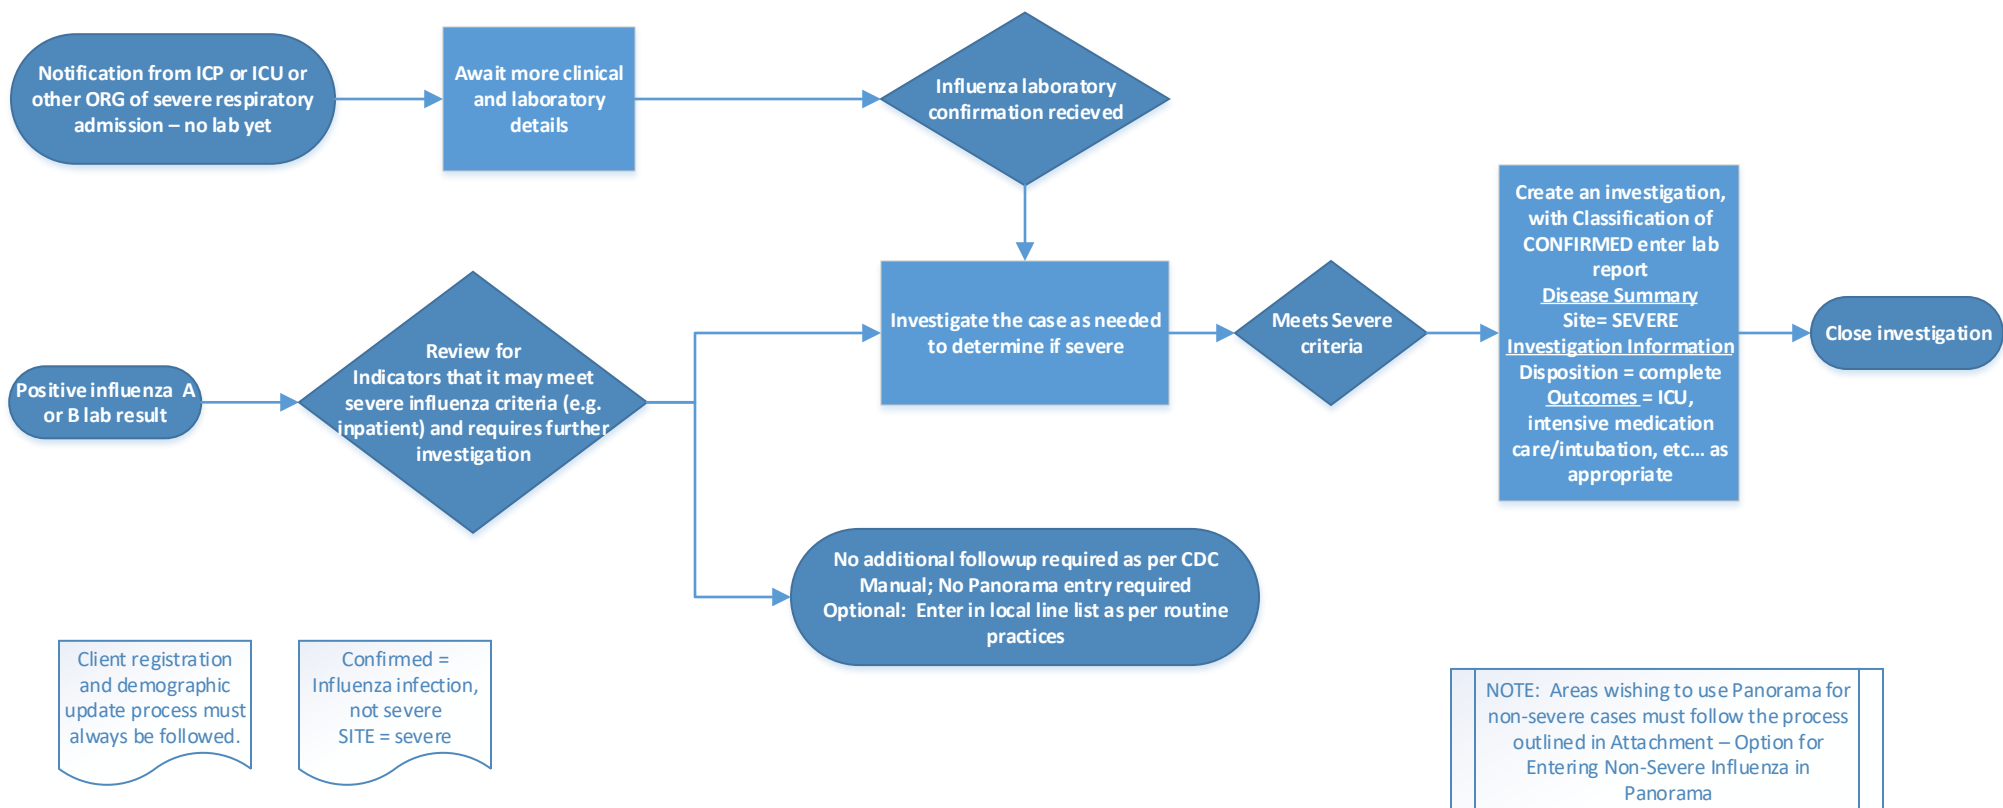 Notification from ICP or ICU or
other ORG of severe respiratory
admission – no lab yet
Await more clinical
and laboratory
details
Influenza laboratory
confirmation recieved
Positive influenza A
or B lab result
Review for
Indicators that it may meet
severe influenza criteria (e.g.
inpatient) and requires further
investigation
Investigate the case as needed
to determine if severe
Meets Severe
criteria
Create an investigation,
with Classification of
CONFIRMED enter lab
report
Disease Summary
Site= SEVERE
Investigation Information
Disposition = complete
Outcomes = ICU,
intensive medication
care/intubation, etc... as
appropriate
Close investigation
No additional followup required as per CDC
Manual; No Panorama entry required
Optional: Enter in local line list as per routine
practices
Client registration
and demographic
update process must
always be followed.
Confirmed =
Influenza infection,
not severe
SITE = severe
NOTE: Areas wishing to use Panorama for
non-severe cases must follow the process
outlined in Attachment – Option for
Entering Non-Severe Influenza in
Panorama